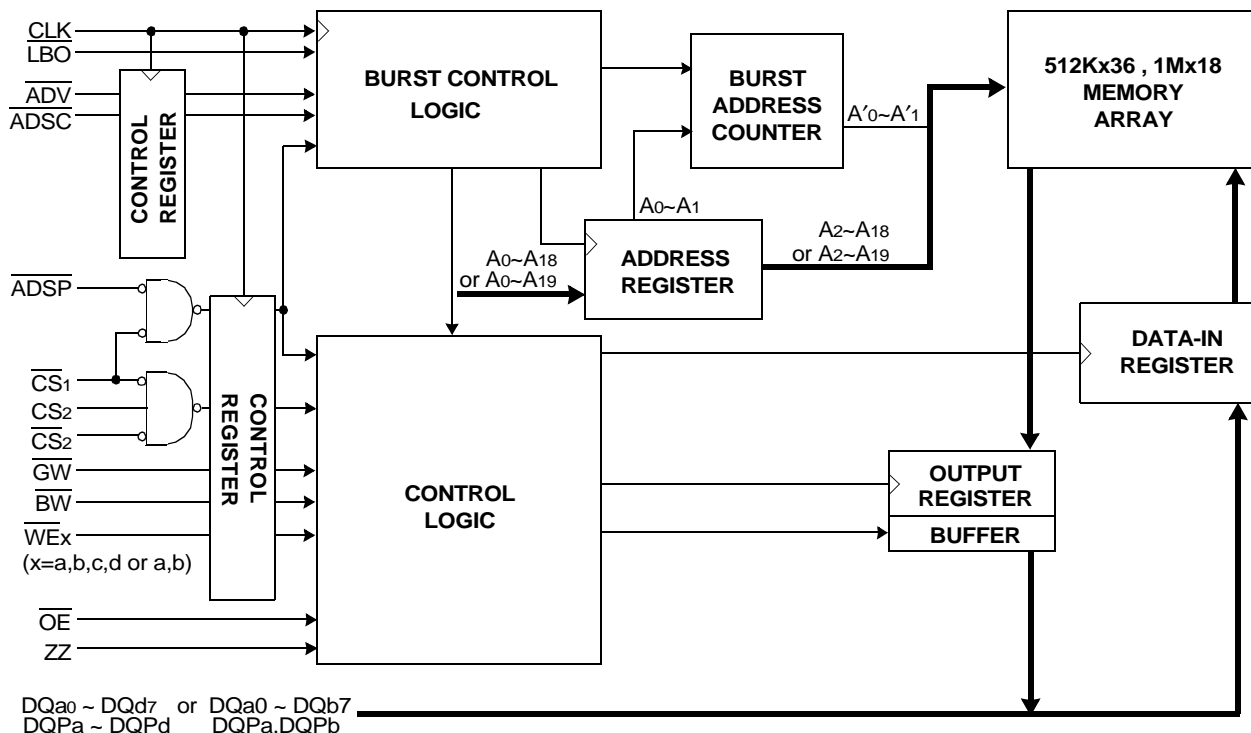 CLK
LBO
ADV
ADSC
CONTROL
REGISTER
BURST CONTROL
LOGIC
BURST
ADDRESS
COUNTER
A′0~A′1
512Kx36 , 1Mx18
MEMORY
ARRAY
A0~A1
A2~A18
or A2~A19
A0~A18
or A0~A19
ADDRESS
REGISTER
ADSP
CS1
CS2
CS2
GW
BW
WEx
(x=a,b,c,d or a,b)
OE
ZZ
CONTROL
REGISTER
CONTROL
LOGIC
DATA-IN
REGISTER
OUTPUT
REGISTER
BUFFER
DQa0 ~ DQd7 or DQa0 ~ DQb7
DQPa ~ DQPd DQPa,DQPb